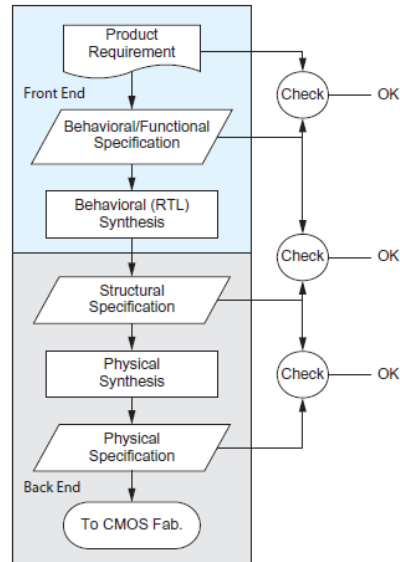 Product
Requirement
Front End
Check
OK
Behavioral/Functional
Specification
Behavioral (RTL)
Synthesis
Check
OK
Structural
Specification
Physical
Synthesis
Check
OK
Physical
Specification
Back End
To CMOS Fab.